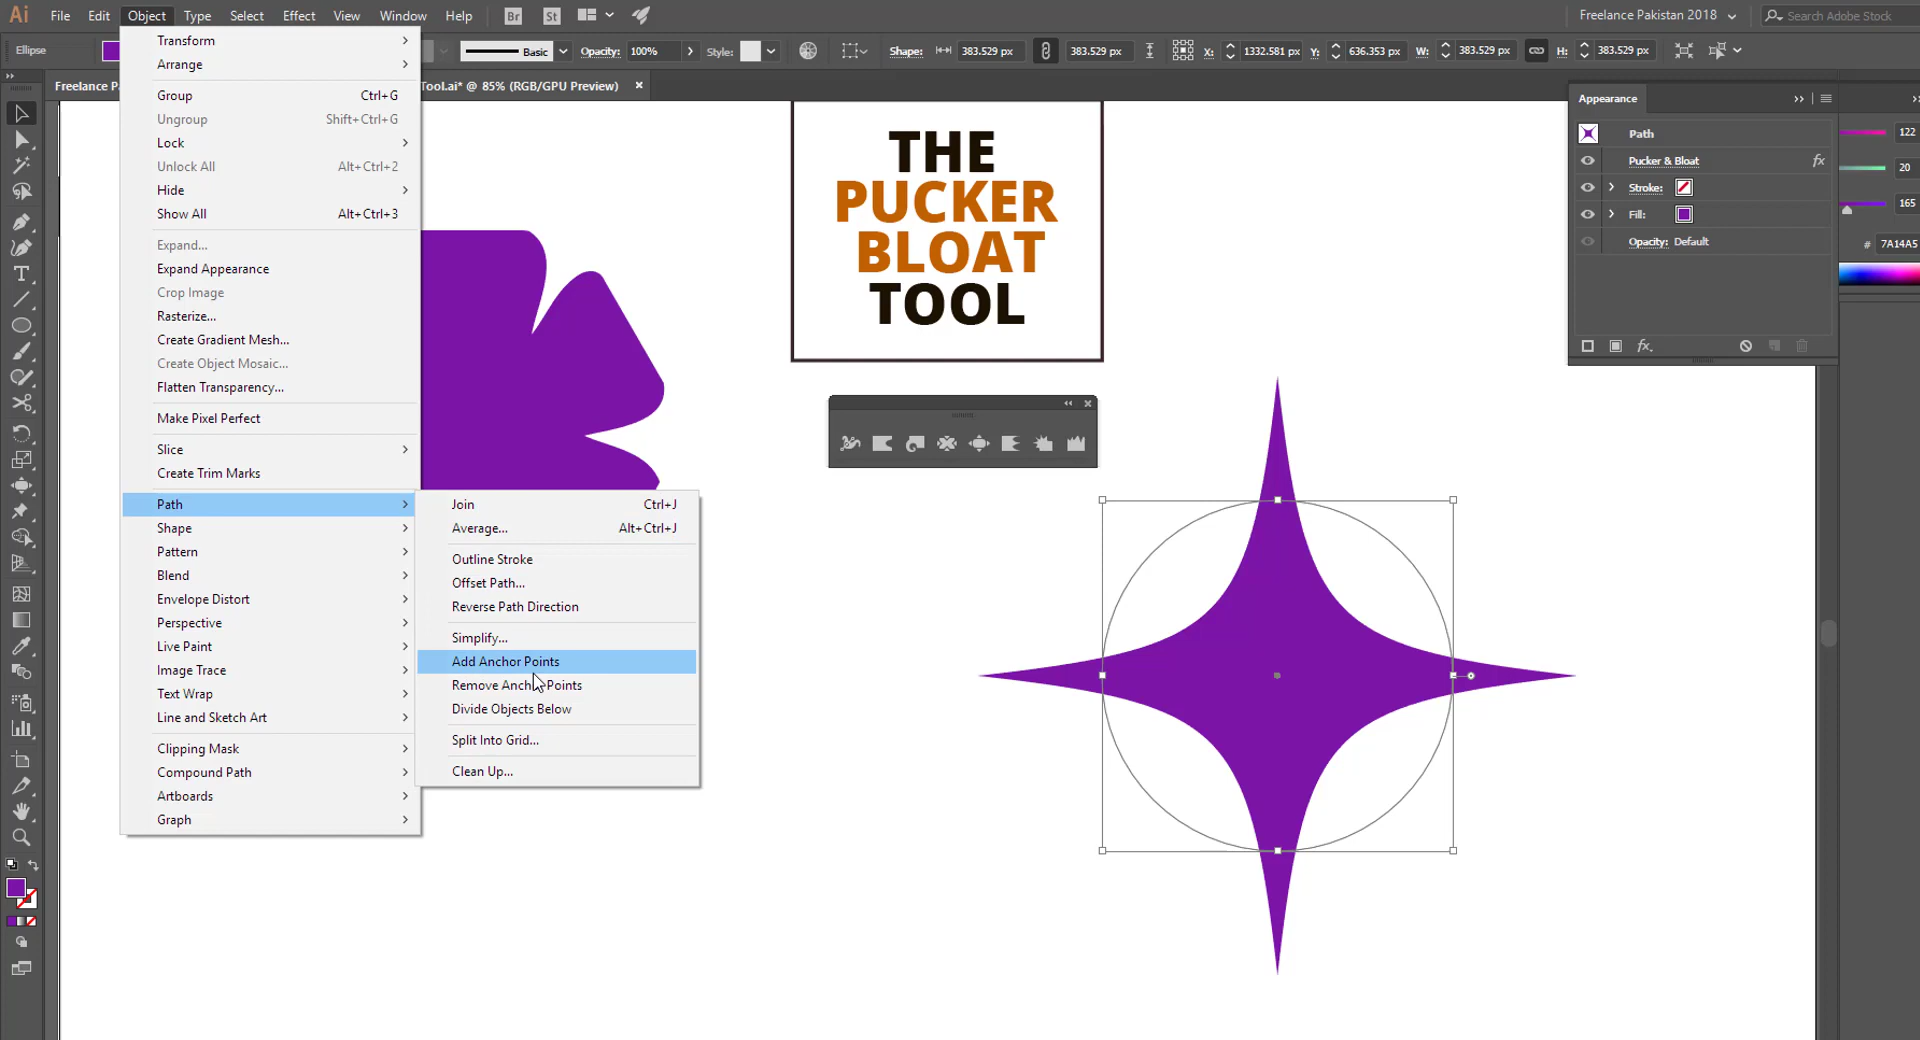 Ai File Edit Object Type Select Effect View Window Help Br St Freelance Pakistan 2018 Search Adobe Stock
Ellipse Basic Opacity: 100% Style: Shape: 383.529 px 383.529 px X: 1332.581 px Y: 636.353 px W: 383.529 px H: 383.529 px
Freelance Pa Tool.ai* @ 85% (RGB/GPU Preview)
Transform
Arrange
Group Ctrl+G
Ungroup Shift+Ctrl+G
Lock
Unlock All Alt+Ctrl+2
Hide
Show All Alt+Ctrl+3
Expand...
Expand Appearance
Crop Image
Rasterize...
Create Gradient Mesh...
Create Object Mosaic...
Flatten Transparency...
Make Pixel Perfect
Slice
Create Trim Marks
Path
Shape
Pattern
Blend
Envelope Distort
Perspective
Live Paint
Image Trace
Text Wrap
Line and Sketch Art
Clipping Mask
Compound Path
Artboards
Graph
Join Ctrl+J
Average... Alt+Ctrl+J
Outline Stroke
Offset Path...
Reverse Path Direction
Simplify...
Add Anchor Points
Remove Anchor Points
Divide Objects Below
Split Into Grid...
Clean Up...
THE
PUCKER
BLOAT
TOOL
Appearance
Path
Pucker & Bloat fx
Stroke:
Fill:
Opacity: Default
fx.
122
20
165
# 7A14A5